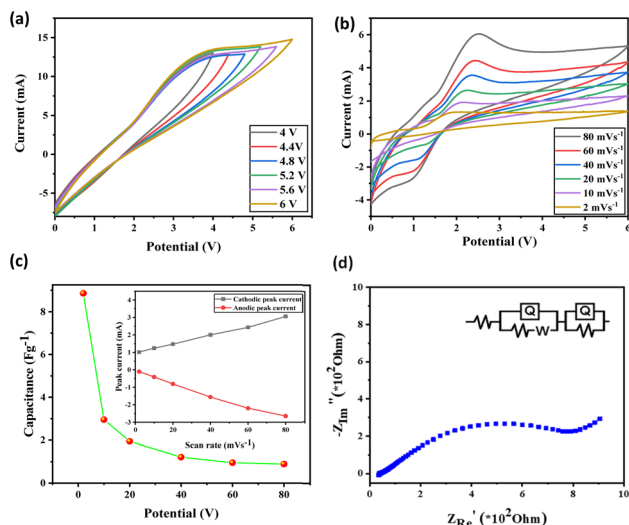 (a)
15
10
5
0
-5
Current (mA)
0 1 2 3 4 5 6
Potential (V)
4 V
4.4V
4.8 V
5.2 V
5.6 V
6 V
(b)
8
6
4
2
0
-2
-4
Current (mA)
0 1 2 3 4 5 6
Potential (V)
80 mVs⁻¹
60 mVs⁻¹
40 mVs⁻¹
20 mVs⁻¹
10 mVs⁻¹
2 mVs⁻¹
(c)
8
6
4
2
0
Capacitance (Fg⁻¹)
0 20 40 60 80
Potential (V)
Cathodic peak current
Anodic peak current
4
3
2
1
0
-1
-2
-3
Peak current (mA)
0 20 40 60 80
Scan rate (mVs⁻¹)
(d)
-10
-8
-6
-4
-2
0
-Z_Im'' (*10²Ohm)
0 2 4 6 8 10
Z_Re' (*10²Ohm)
Q
W
Q